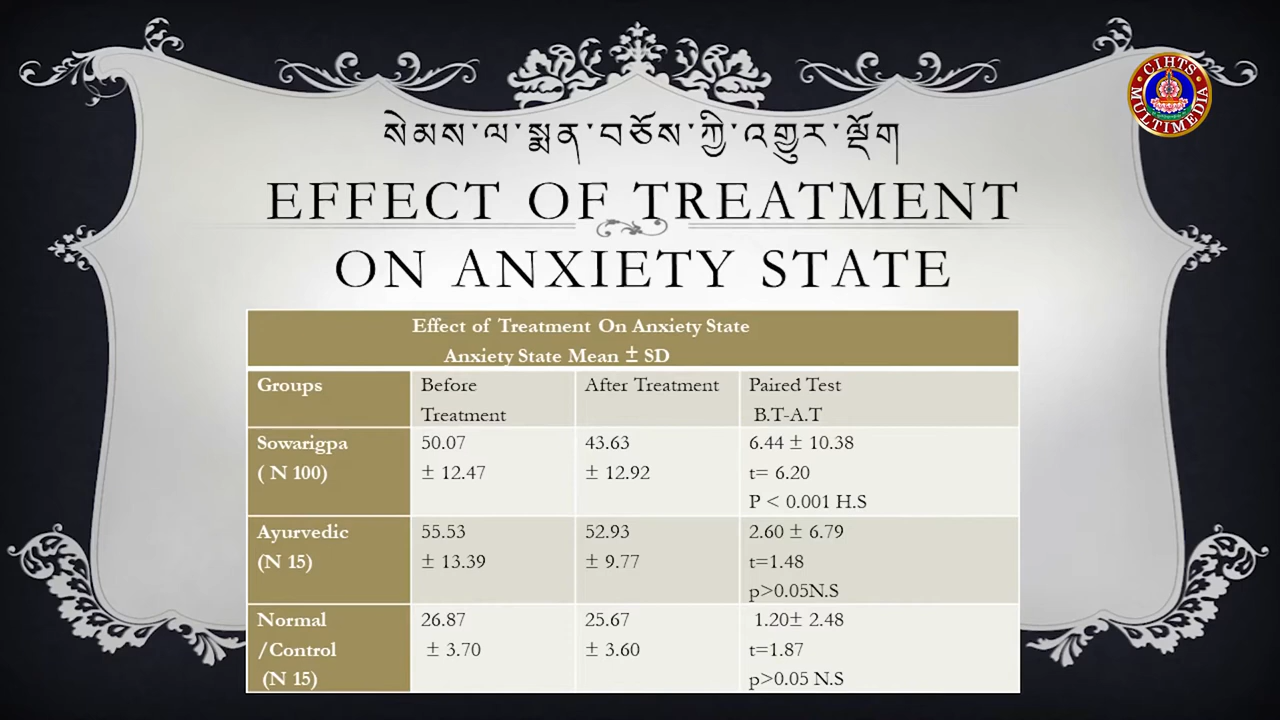 CIHTS
MULTIMEDIA
སེམས་ལ་སྨན་བཅོས་ཀྱི་འགྱུར་ལྡོག
EFFECT OF TREATMENT
ON ANXIETY STATE
Effect of Treatment On Anxiety State
Anxiety State Mean ± SD
Groups
Before
Treatment
After Treatment
Paired Test
B.T-A.T
Sowarigpa
( N 100)
50.07
± 12.47
43.63
± 12.92
6.44 ± 10.38
t= 6.20
P < 0.001 H.S
Ayurvedic
(N 15)
55.53
± 13.39
52.93
± 9.77
2.60 ± 6.79
t=1.48
p>0.05N.S
Normal
/Control
(N 15)
26.87
± 3.70
25.67
± 3.60
1.20± 2.48
t=1.87
p>0.05 N.S